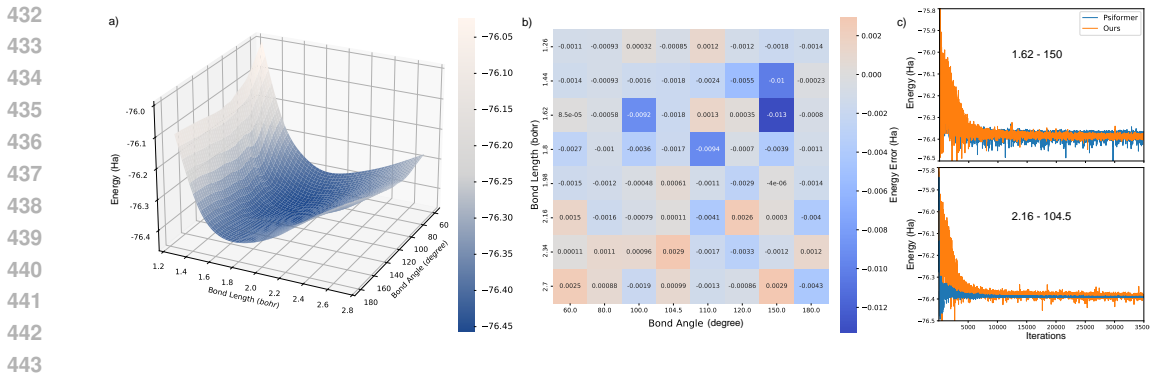 432
433
434
435
436
437
438
439
440
441
442
443
a)
Energy (Ha)
−76.0
−76.1
−76.2
−76.3
−76.4
1.2
1.4
1.6
1.8
2.0
2.2
2.4
2.6
2.8
Bond Length (bohr)
60
80
100
120
140
160
180
Bond Angle (degree)
−76.05
−76.10
−76.15
−76.20
−76.25
−76.30
−76.35
−76.40
−76.45
b)
Bond Length (bohr)
1.26 -0.0011 -0.00093 0.00032 -0.00085 0.0012 -0.0012 -0.0018 -0.0014
1.44 -0.0014 -0.00093 -0.0016 -0.0018 -0.0024 -0.0055 -0.01 -0.00023
1.62 8.5e-05 -0.00058 -0.0092 -0.0018 0.0013 0.00035 -0.013 -0.0008
1.8 -0.0027 -0.001 -0.0036 -0.0017 -0.0094 -0.0007 -0.0039 -0.0011
1.98 -0.0015 -0.0012 -0.00048 0.00061 -0.0011 -0.0029 -4e-06 -0.0014
2.16 0.0015 -0.0016 -0.00079 0.00011 -0.0041 0.0026 0.0003 -0.004
2.34 0.00011 0.0011 0.00096 0.0029 -0.0017 -0.0033 -0.0012 0.0012
2.7 0.0025 0.00088 -0.0019 0.00099 -0.0013 -0.00086 0.0029 -0.0043
60.0 80.0 100.0 104.5 110.0 120.0 150.0 180.0
Bond Angle (degree)
0.002
0.000
−0.002
−0.004
−0.006
−0.008
−0.010
−0.012
Energy Error (Ha)
c)
Psiformer
Ours
1.62 - 150
Energy (Ha)
−75.8
−75.9
−76.0
−76.1
−76.2
−76.3
−76.4
−76.5
2.16 - 104.5
Energy (Ha)
−76.0
−76.1
−76.2
−76.3
−76.4
−76.5
5000 10000 15000 20000 25000 30000 35000
Iterations